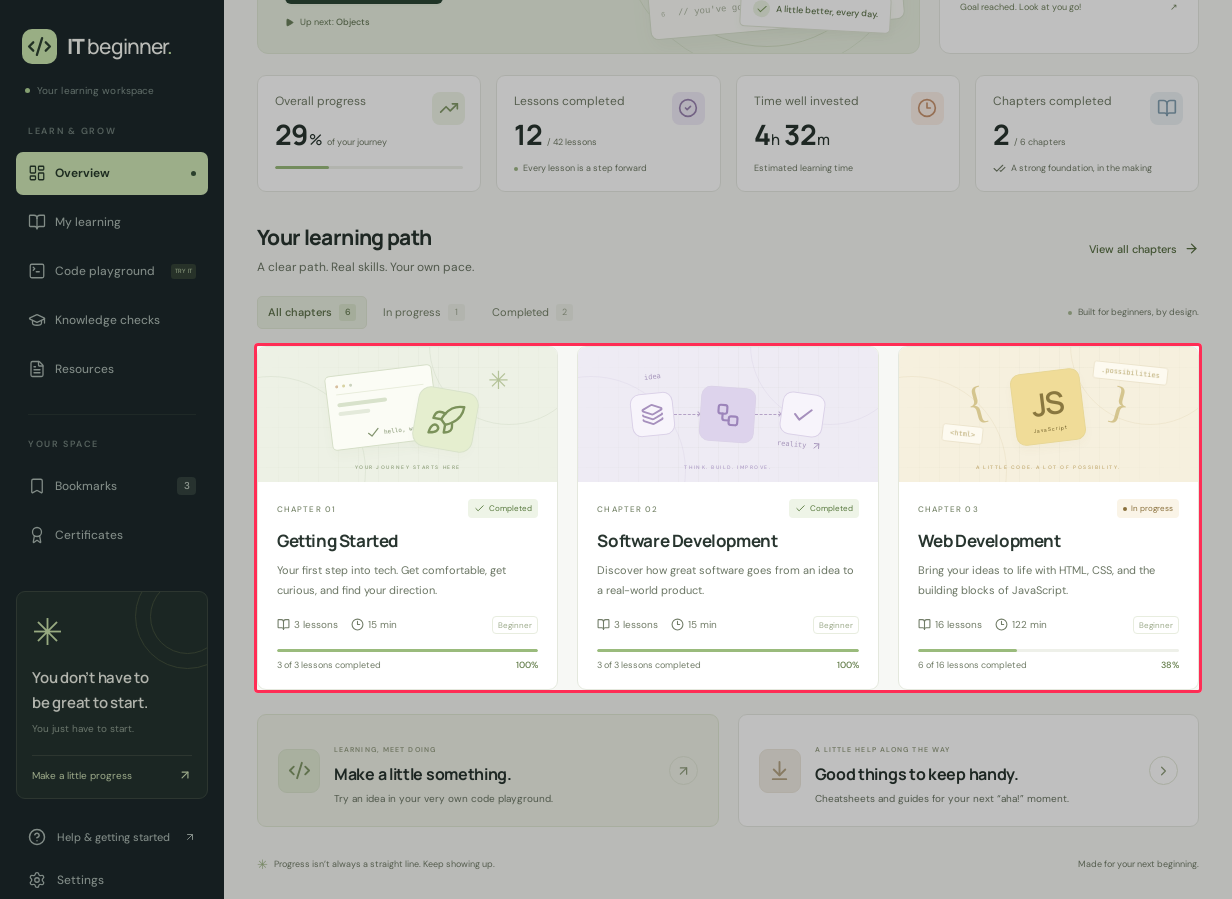 IT beginner.
Your learning workspace
LEARN & GROW
Overview
My learning
Code playground
TRY IT
Knowledge checks
Resources
YOUR SPACE
Bookmarks
3
Certificates
You don't have to
be great to start.
You just have to start.
Make a little progress
Help & getting started
Settings
Up next: Objects
6 // you've
A little better, every day.
Goal reached. Look at you go!
Overall progress
29% of your journey
Lessons completed
12 / 42 lessons
Every lesson is a step forward
Time well invested
4h 32m
Estimated learning time
Chapters completed
2 / 6 chapters
A strong foundation, in the making
Your learning path
A clear path. Real skills. Your own pace.
View all chapters
All chapters 6
In progress 1
Completed 2
Built for beginners, by design.
hello,
YOUR JOURNEY STARTS HERE
CHAPTER 01
Completed
Getting Started
Your first step into tech. Get comfortable, get
curious, and find your direction.
3 lessons
15 min
Beginner
3 of 3 lessons completed
100%
idea
reality
THINK. BUILD. IMPROVE.
CHAPTER 02
Completed
Software Development
Discover how great software goes from an idea to
a real-world product.
3 lessons
15 min
Beginner
3 of 3 lessons completed
100%
.possibilities
{
JS
JavaScript
}
<html>
A LITTLE CODE. A LOT OF POSSIBILITY.
CHAPTER 03
In progress
Web Development
Bring your ideas to life with HTML, CSS, and the
building blocks of JavaScript.
16 lessons
122 min
Beginner
6 of 16 lessons completed
38%
LEARNING, MEET DOING
Make a little something.
Try an idea in your very own code playground.
A LITTLE HELP ALONG THE WAY
Good things to keep handy.
Cheatsheets and guides for your next "aha!" moment.
Progress isn't always a straight line. Keep showing up.
Made for your next beginning.